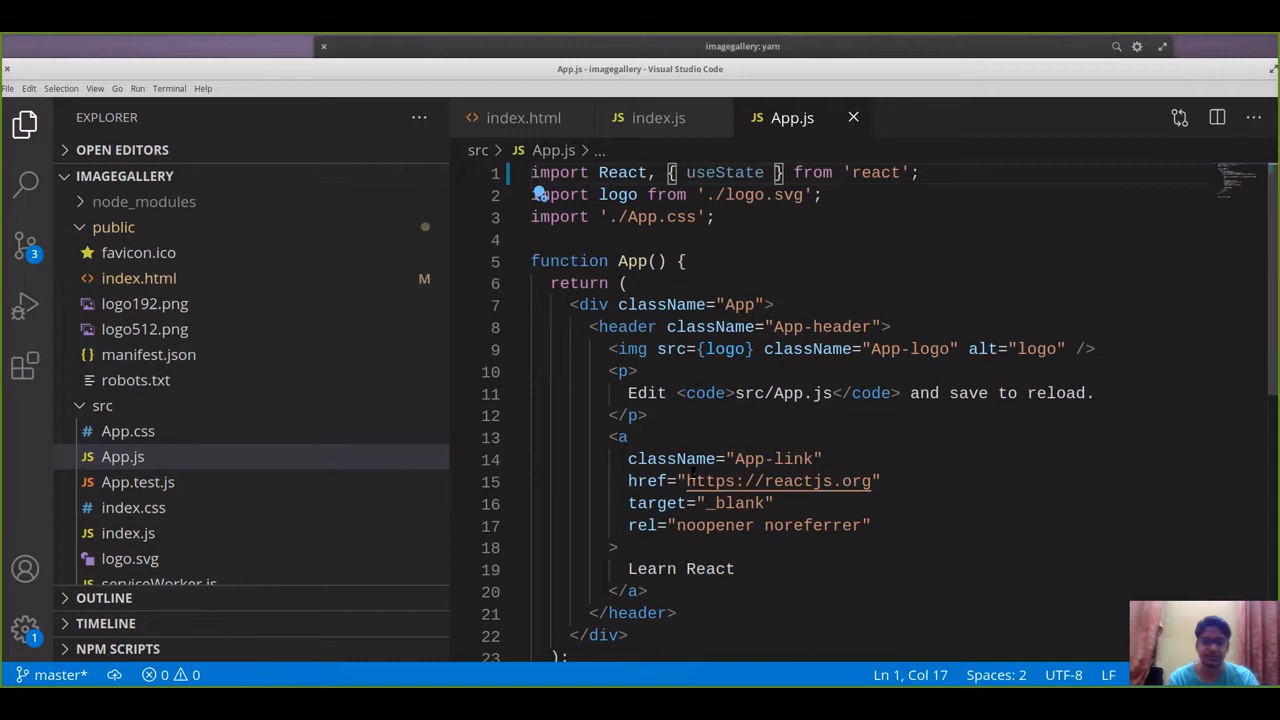 imagegallery: yarn
App.js - imagegallery - Visual Studio Code
File Edit Selection View Go Run Terminal Help
EXPLORER
OPEN EDITORS
IMAGEGALLERY
node_modules
public
favicon.ico
index.html M
logo192.png
logo512.png
manifest.json
robots.txt
src
App.css
App.js
App.test.js
index.css
index.js
logo.svg
serviceWorker.js
OUTLINE
TIMELINE
NPM SCRIPTS
3
1
index.html
JS index.js
JS App.js
src > JS App.js > ...
1 import React, { useState } from 'react';
2 import logo from './logo.svg';
3 import './App.css';
4
5 function App() {
6 return (
7 <div className="App">
8 <header className="App-header">
9 <img src={logo} className="App-logo" alt="logo" />
10 <p>
11 Edit <code>src/App.js</code> and save to reload.
12 </p>
13 <a
14 className="App-link"
15 href="https://reactjs.org"
16 target="_blank"
17 rel="noopener noreferrer"
18 >
19 Learn React
20 </a>
21 </header>
22 </div>
23 );
master* 0 0 Ln 1, Col 17 Spaces: 2 UTF-8 LF